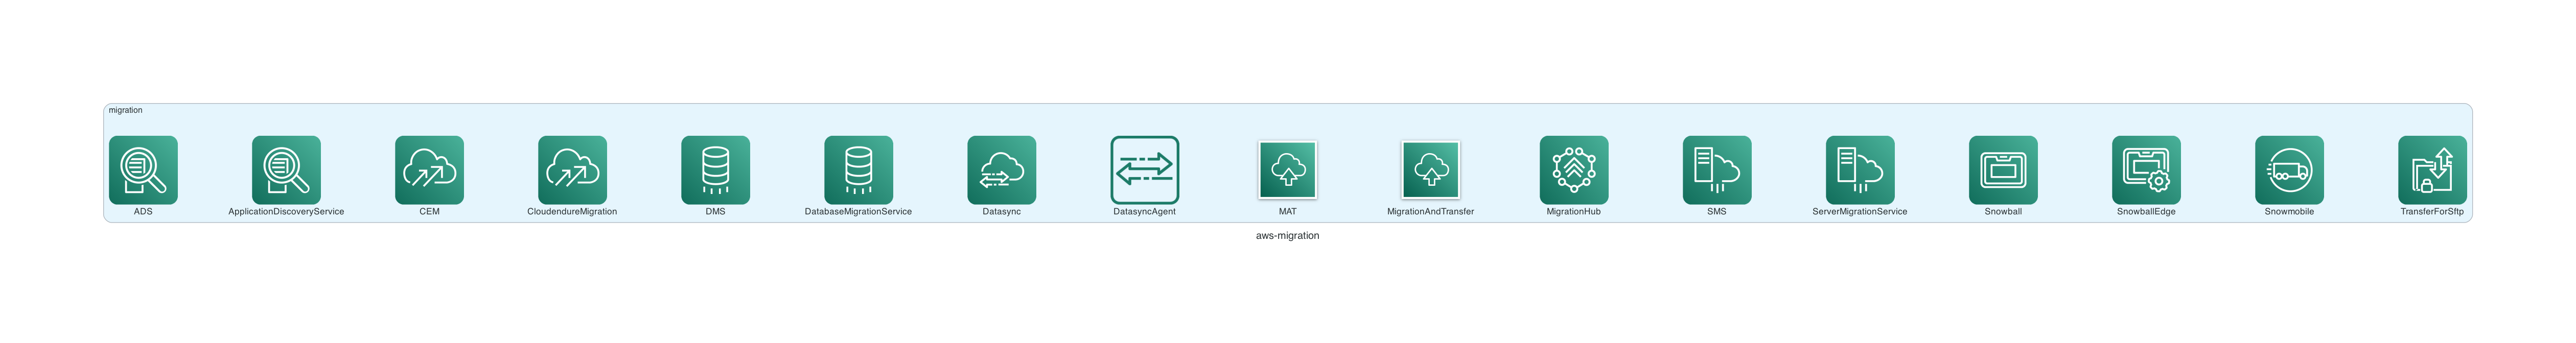 migration
ADS
ApplicationDiscoveryService
CEM
CloudendureMigration
DMS
DatabaseMigrationService
Datasync
DatasyncAgent
MAT
MigrationAndTransfer
MigrationHub
SMS
ServerMigrationService
Snowball
SnowballEdge
Snowmobile
TransferForSftp
aws-migration